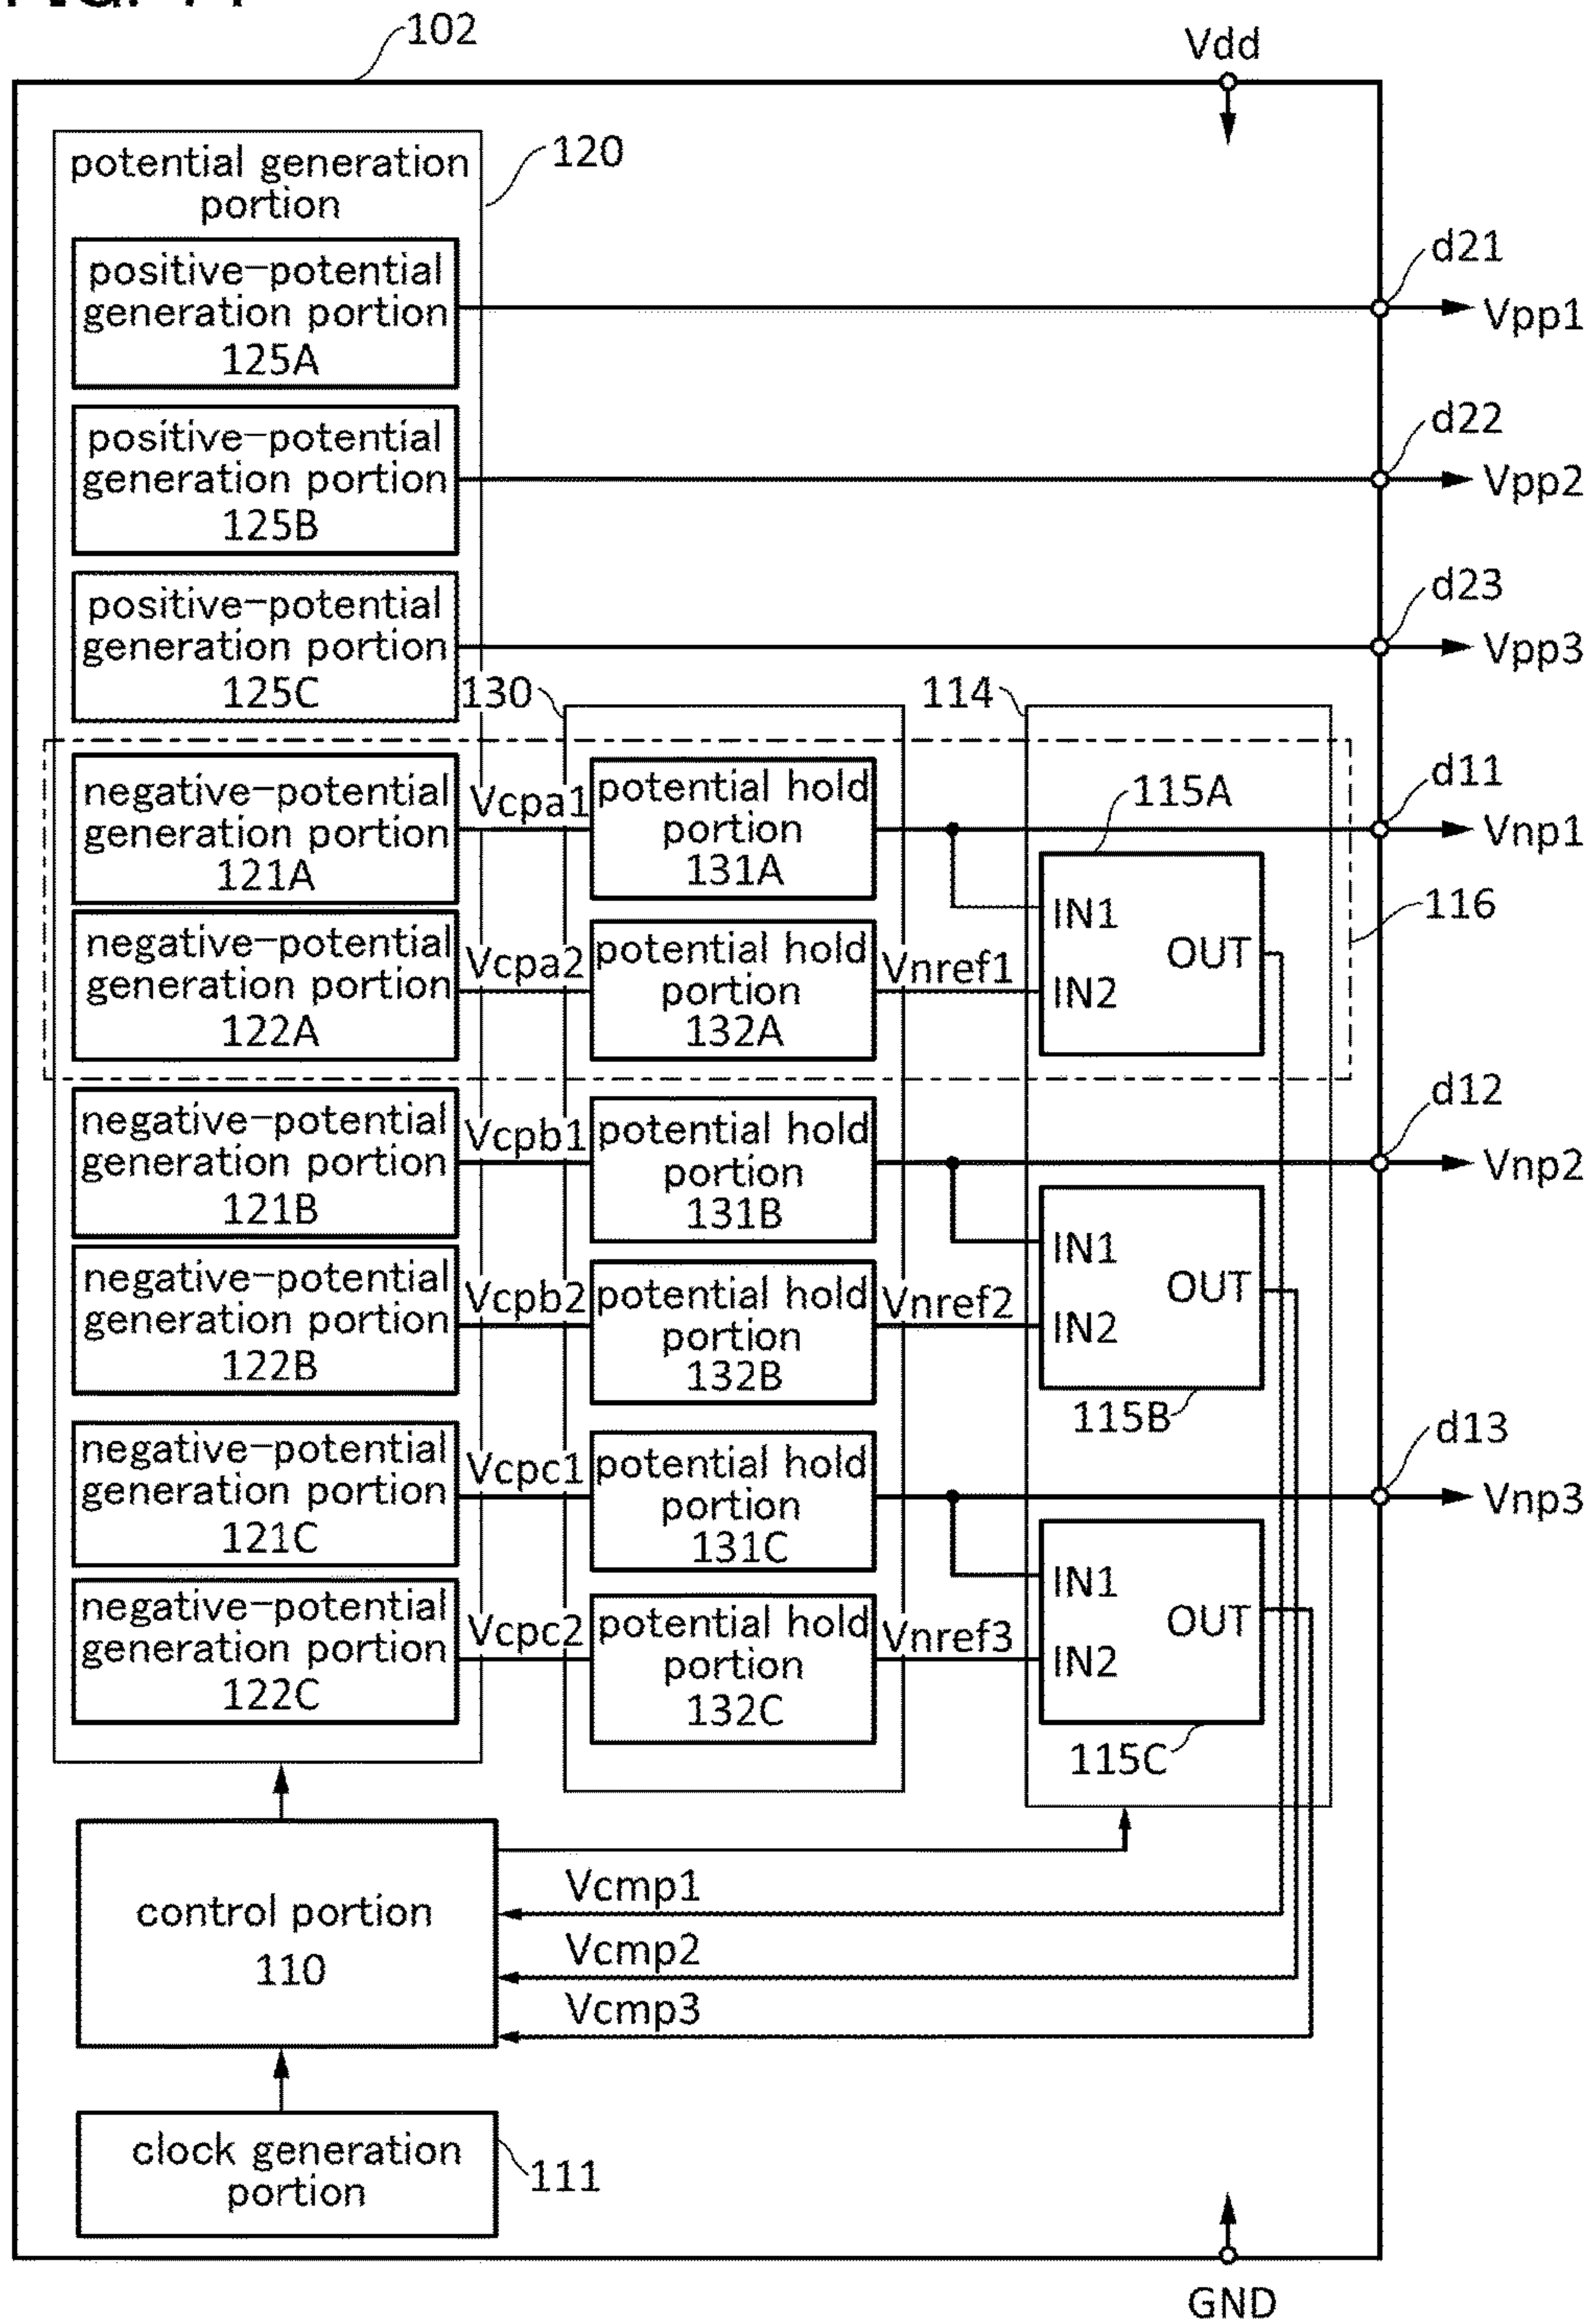 102
Vdd
potential generation
portion
120
positive-potential
generation portion
125A
d21
Vpp1
positive-potential
generation portion
125B
d22
Vpp2
positive-potential
generation portion
125C
d23
Vpp3
130
114
negative-potential
generation portion
121A
Vcpa1
potential hold
portion
131A
115A
d11
Vnp1
negative-potential
generation portion
122A
Vcpa2
potential hold
portion
132A
Vnref1
IN1
IN2
OUT
116
negative-potential
generation portion
121B
Vcpb1
potential hold
portion
131B
d12
Vnp2
negative-potential
generation portion
122B
Vcpb2
potential hold
portion
132B
Vnref2
IN1
IN2
OUT
115B
negative-potential
generation portion
121C
Vcpc1
potential hold
portion
131C
d13
Vnp3
negative-potential
generation portion
122C
Vcpc2
potential hold
portion
132C
Vnref3
IN1
IN2
OUT
115C
control portion
110
Vcmp1
Vcmp2
Vcmp3
clock generation
portion
111
GND